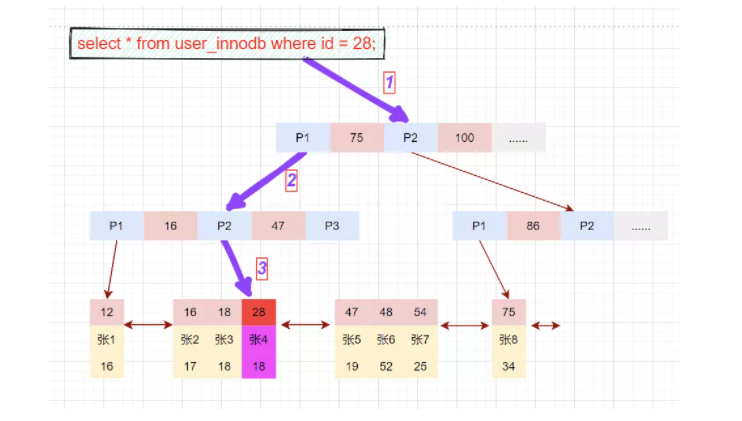 select * from user_innodb where id = 28;
1
P1 75 P2 100 ......
2
P1 16 P2 47 P3
P1 86 P2 ......
3
12 16 18 28 47 48 54 75
张1 张2 张3 张4 张5 张6 张7 张8
16 17 18 18 19 52 25 34